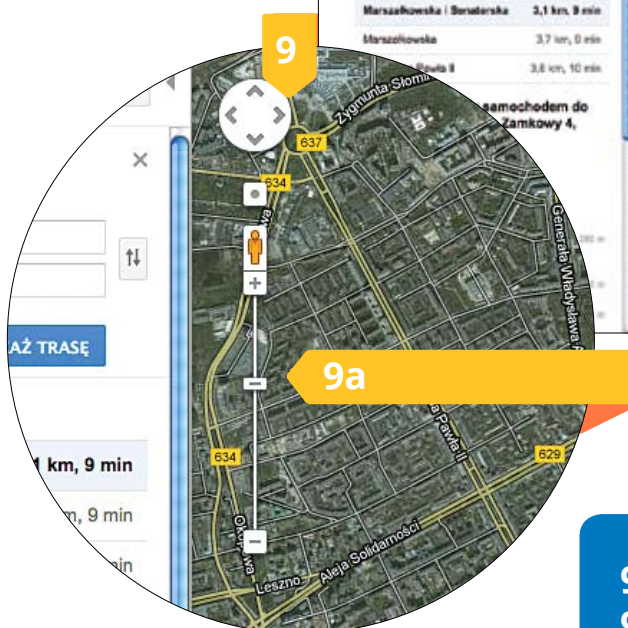 Marszałkowska i Senatorska 3,1 km, 9 min
Marszałkowska 3,7 km, 9 min
Pawła II 3,8 km, 10 min
samochodem do
Zamkowy 4,
9
Zygmunta Słomi
637
634
Generała Władysława
AŻ TRASĘ
9a
a Pawła II
1 km, 9 min
634
629
m, 9 min
Okopowa
Aleja Solidarności
in
Leszno
9